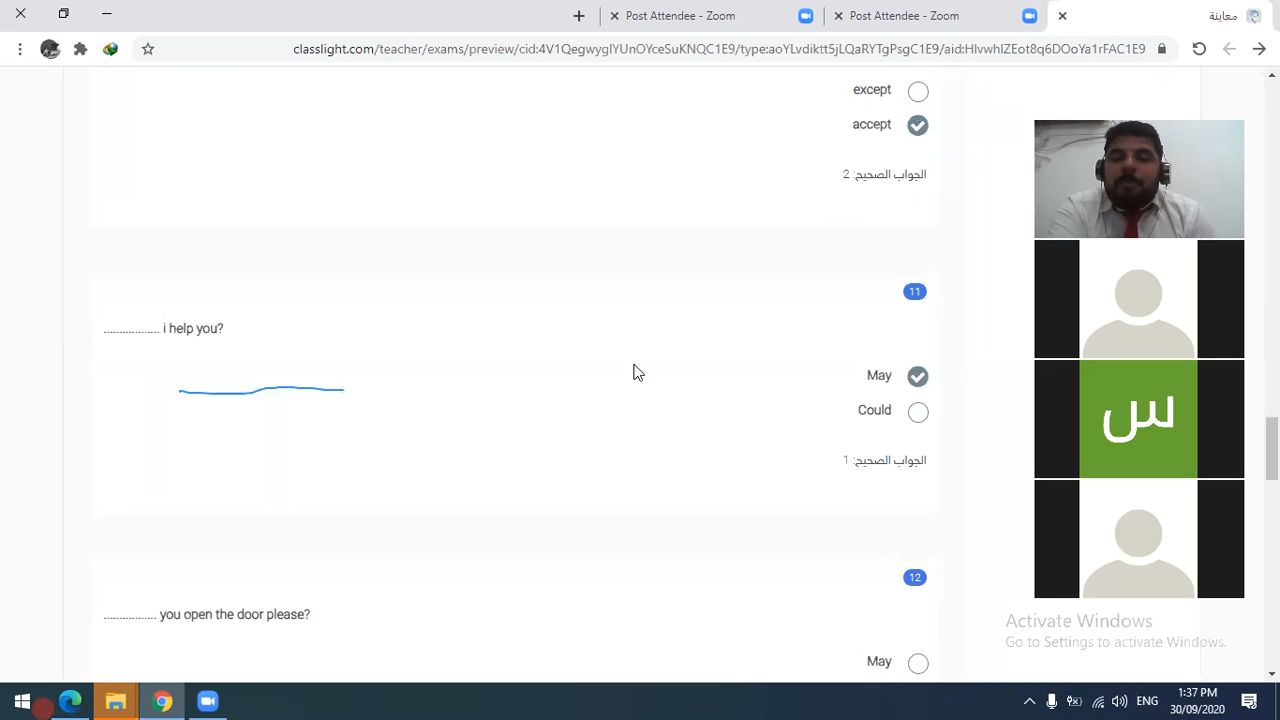 Post Attendee - Zoom
Post Attendee - Zoom
معاينة
classlight.com/teacher/exams/preview/cid:4V1QegwyglYUnOYceSuKNQC1E9/type:aoYLvdiktt5jLQaRYTgPsgC1E9/aid:HlvwhlZEot8q6DOoYa1rFAC1E9
except
accept
الجواب الصحيح: 2
11
................. i help you?
May
Could
الجواب الصحيح: 1
س
12
................ you open the door please?
May
Activate Windows
Go to Settings to activate Windows.
ENG
1:37 PM
30/09/2020